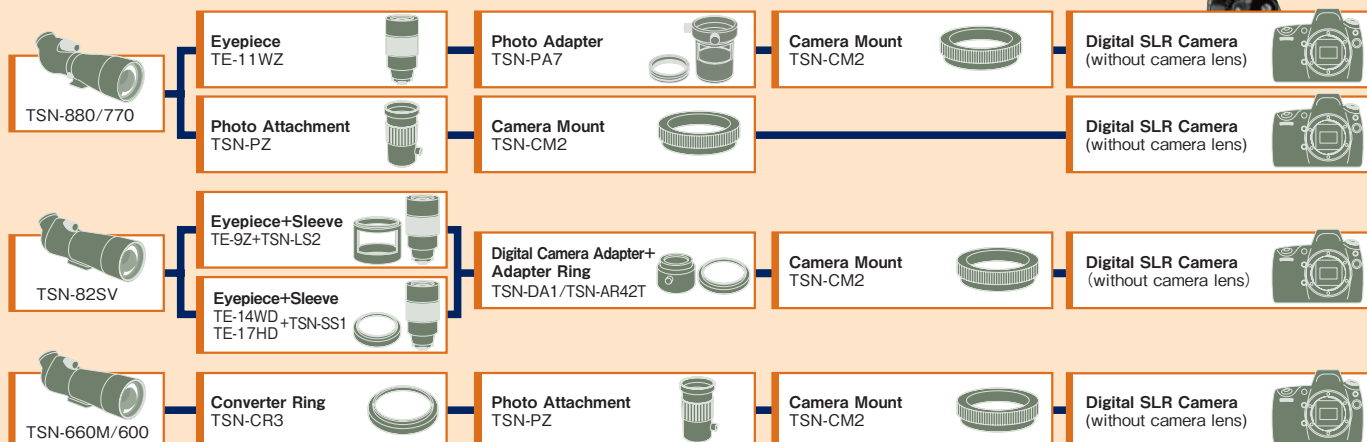 TSN-880/770
Eyepiece
TE-11WZ
Photo Adapter
TSN-PA7
Camera Mount
TSN-CM2
Digital SLR Camera
(without camera lens)
Photo Attachment
TSN-PZ
Camera Mount
TSN-CM2
Digital SLR Camera
(without camera lens)
TSN-82SV
Eyepiece+Sleeve
TE-9Z+TSN-LS2
Eyepiece+Sleeve
TE-14WD
TE-17HD +TSN-SS1
Digital Camera Adapter+
Adapter Ring
TSN-DA1/TSN-AR42T
Camera Mount
TSN-CM2
Digital SLR Camera
(without camera lens)
TSN-660M/600
Converter Ring
TSN-CR3
Photo Attachment
TSN-PZ
Camera Mount
TSN-CM2
Digital SLR Camera
(without camera lens)